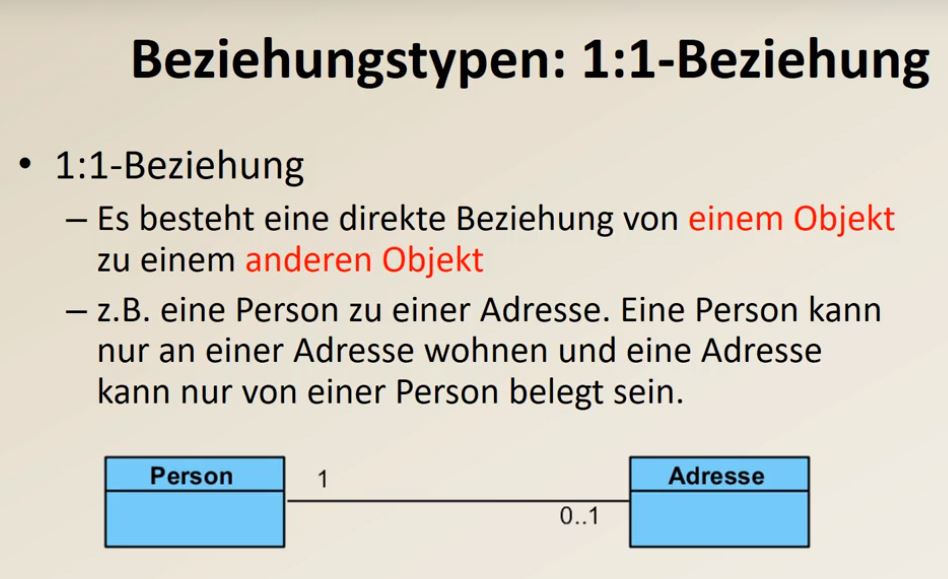 Beziehungstypen: 1:1-Beziehung
• 1:1-Beziehung
– Es besteht eine direkte Beziehung von einem Objekt
zu einem anderen Objekt
– z.B. eine Person zu einer Adresse. Eine Person kann
nur an einer Adresse wohnen und eine Adresse
kann nur von einer Person belegt sein.
Person
1
0..1
Adresse